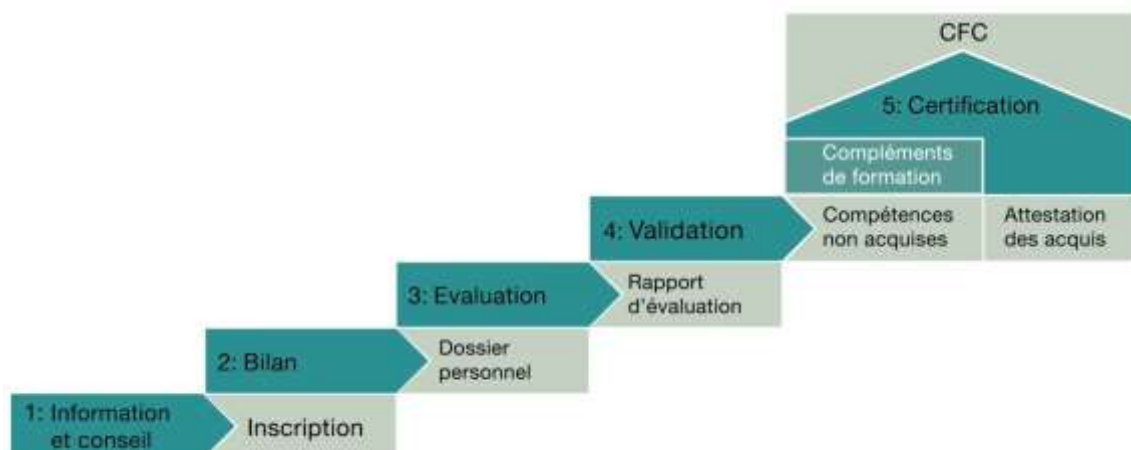 CFC
5: Certification
Compléments
de formation
4: Validation
Compétences
non acquises
Attestation
des acquis
3: Evaluation
Rapport
d'évaluation
2: Bilan
Dossier
personnel
1: Information
et conseil
Inscription